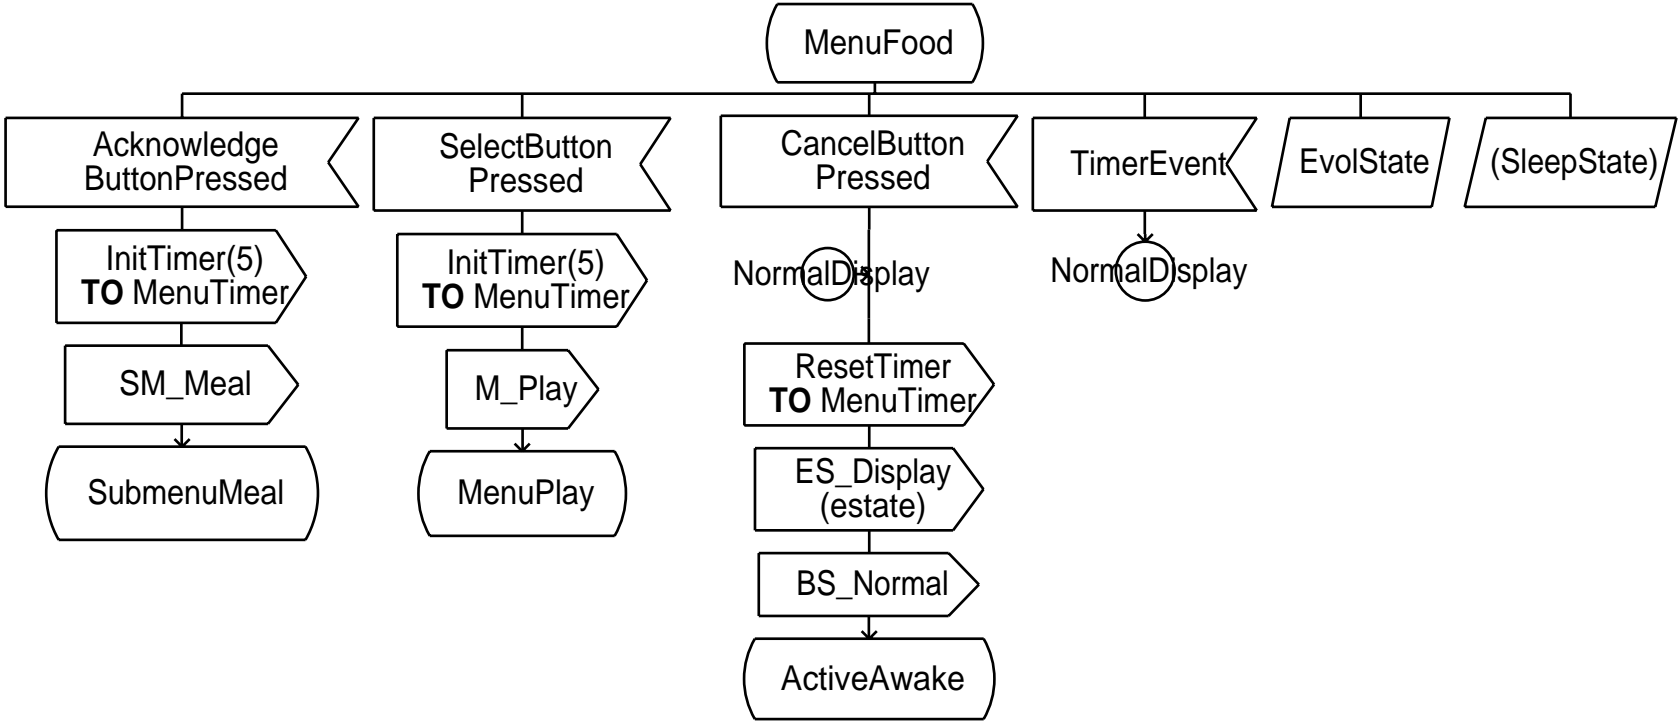 MenuFood
Acknowledge
ButtonPressed
SelectButton
Pressed
CancelButton
Pressed
TimerEvent
EvolState
(SleepState)
InitTimer(5)
TO MenuTimer
InitTimer(5)
TO MenuTimer
NormalDisplay
NormalDisplay
SM_Meal
M_Play
ResetTimer
TO MenuTimer
SubmenuMeal
MenuPlay
ES_Display
(estate)
BS_Normal
ActiveAwake